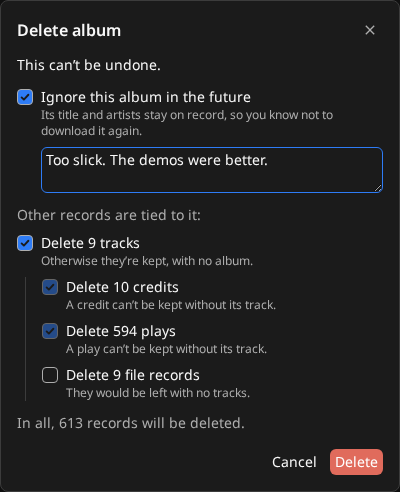 Delete album
This can’t be undone.
Ignore this album in the future
Its title and artists stay on record, so you know not to
download it again.
Too slick. The demos were better.
Other records are tied to it:
Delete 9 tracks
Otherwise they’re kept, with no album.
Delete 10 credits
A credit can’t be kept without its track.
Delete 594 plays
A play can’t be kept without its track.
Delete 9 file records
They would be left with no tracks.
In all, 613 records will be deleted.
Cancel Delete